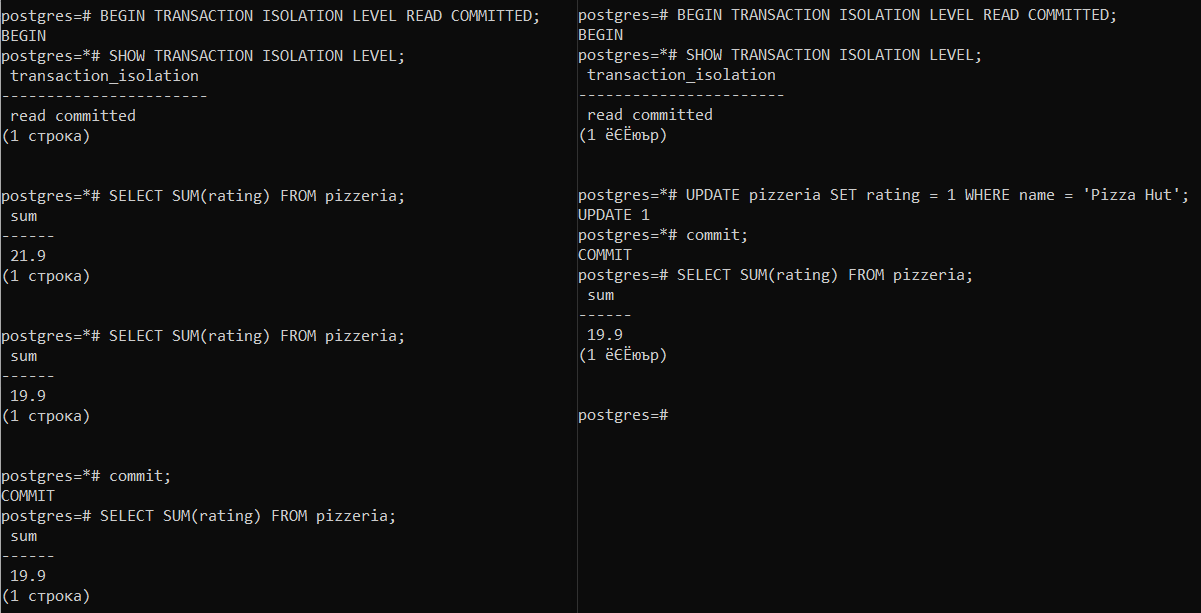 postgres=# BEGIN TRANSACTION ISOLATION LEVEL READ COMMITTED;
BEGIN
postgres=*# SHOW TRANSACTION ISOLATION LEVEL;
 transaction_isolation
-----------------------
 read committed
(1 строка)
postgres=*# SELECT SUM(rating) FROM pizzeria;
 sum
------
 21.9
(1 строка)
postgres=*# SELECT SUM(rating) FROM pizzeria;
 sum
------
 19.9
(1 строка)
postgres=*# commit;
COMMIT
postgres=# SELECT SUM(rating) FROM pizzeria;
 sum
------
 19.9
(1 строка)
postgres=# BEGIN TRANSACTION ISOLATION LEVEL READ COMMITTED;
BEGIN
postgres=*# SHOW TRANSACTION ISOLATION LEVEL;
 transaction_isolation
-----------------------
 read committed
(1 ёЄЁюър)
postgres=*# UPDATE pizzeria SET rating = 1 WHERE name = 'Pizza Hut';
UPDATE 1
postgres=*# commit;
COMMIT
postgres=# SELECT SUM(rating) FROM pizzeria;
 sum
------
 19.9
(1 ёЄЁюър)
postgres=#